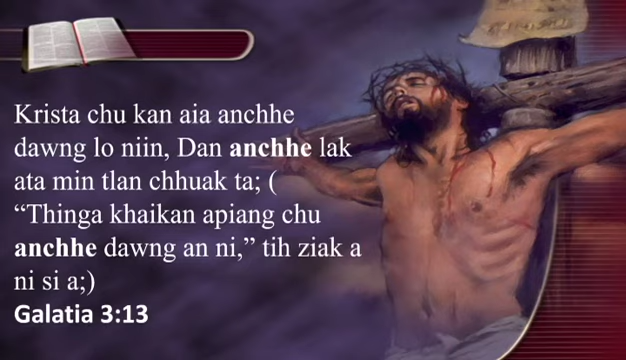 Krista chu kan aia anchhe
dawng lo niin, Dan anchhe lak
ata min tlan chhuak ta; (
“Thinga khaikan apiang chu
anchhe dawng an ni,” tih ziak a
ni si a;)
Galatia 3:13